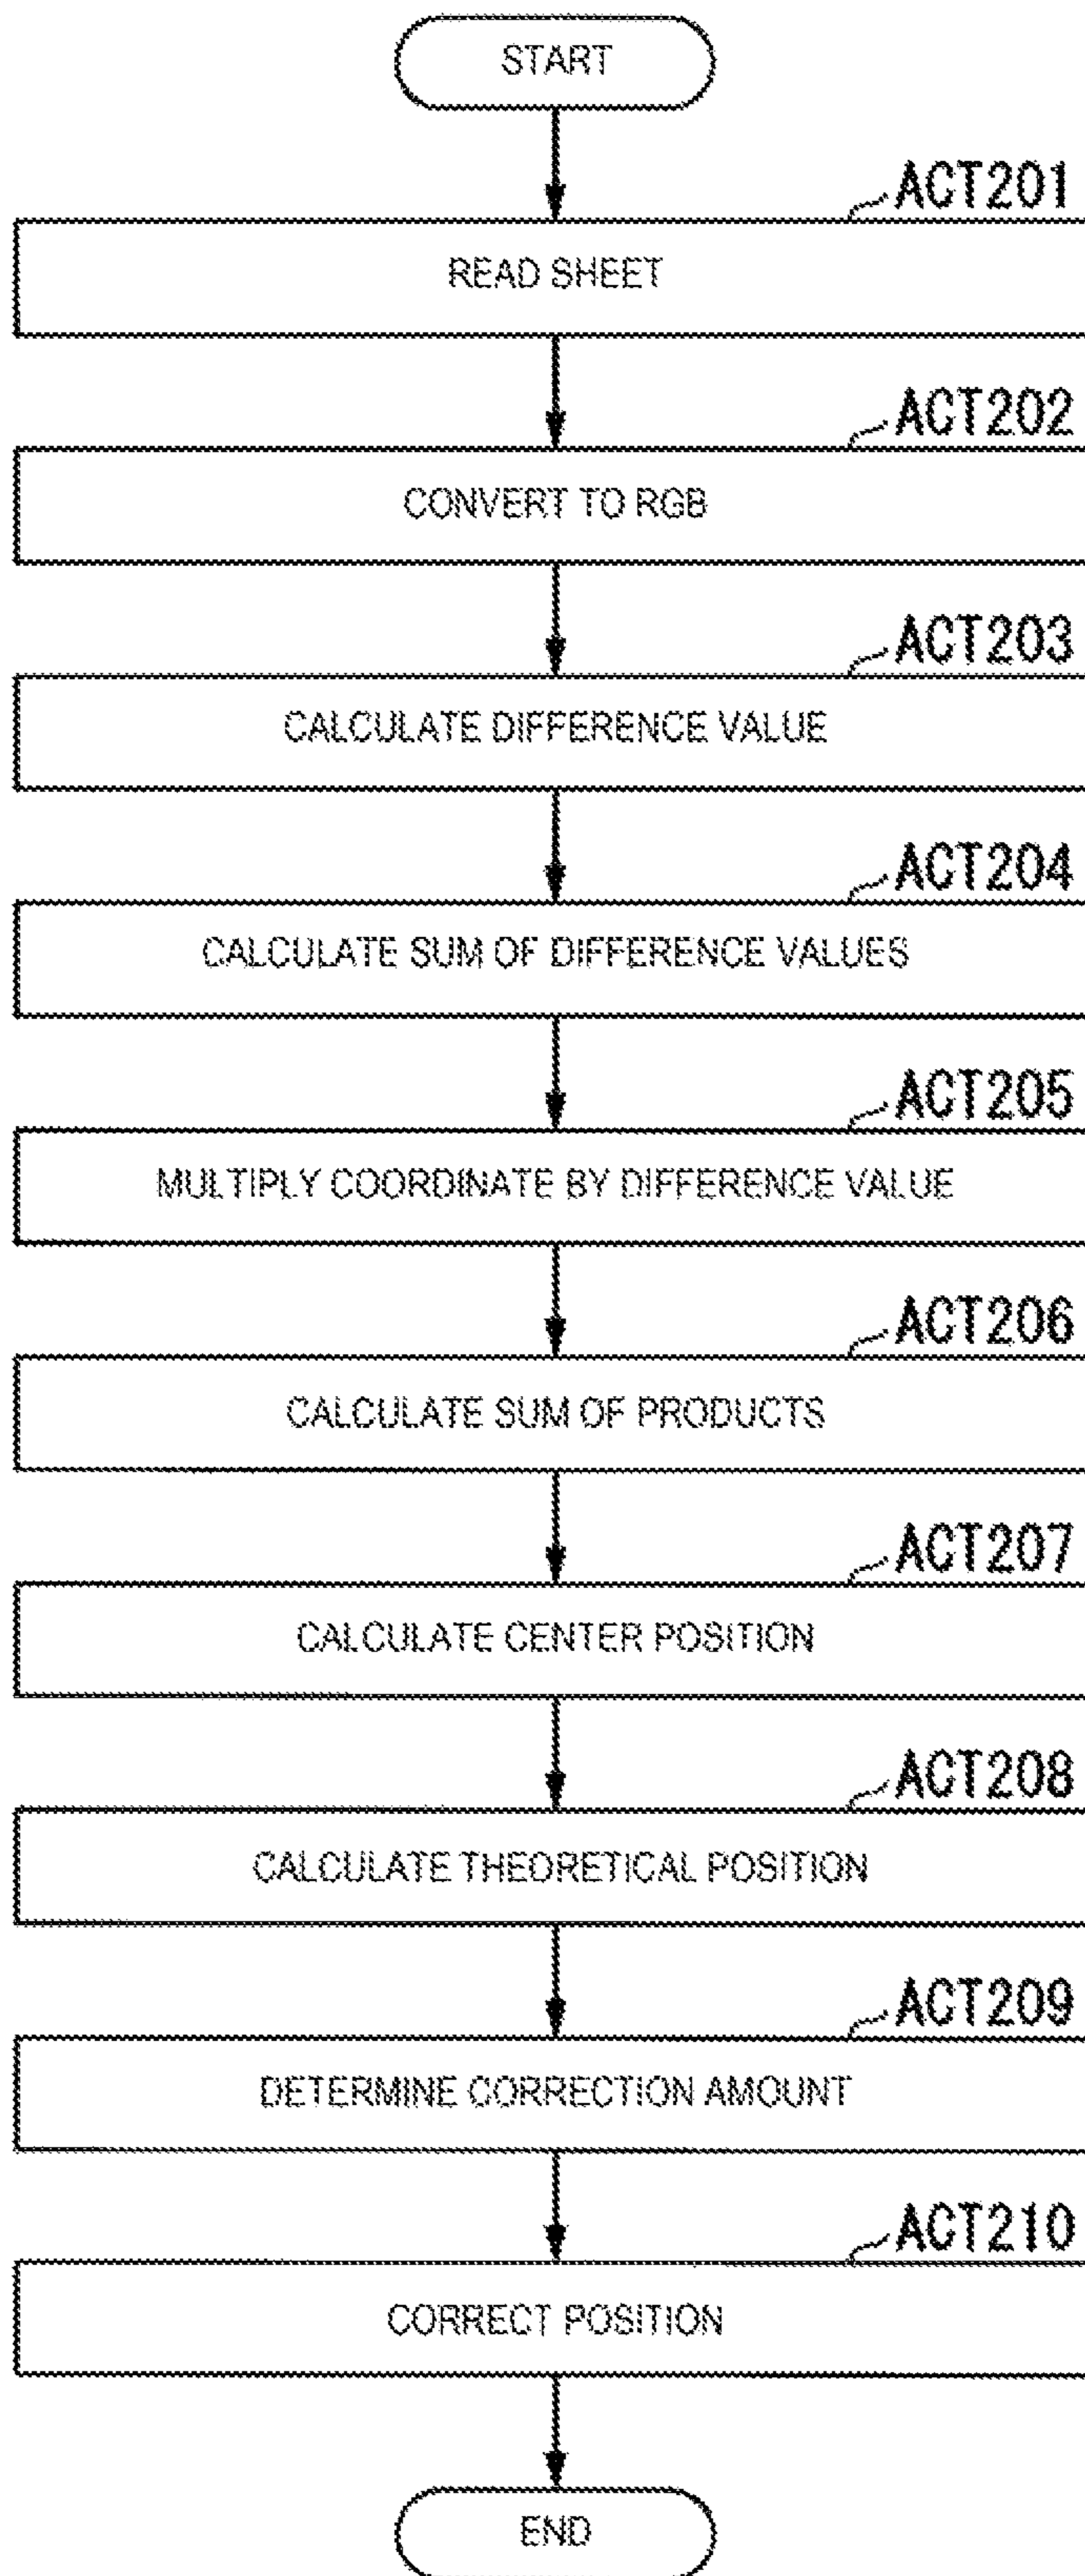 START
ACT201
READ SHEET
ACT202
CONVERT TO RGB
ACT203
CALCULATE DIFFERENCE VALUE
ACT204
CALCULATE SUM OF DIFFERENCE VALUES
ACT205
MULTIPLY COORDINATE BY DIFFERENCE VALUE
ACT206
CALCULATE SUM OF PRODUCTS
ACT207
CALCULATE CENTER POSITION
ACT208
CALCULATE THEORETICAL POSITION
ACT209
DETERMINE CORRECTION AMOUNT
ACT210
CORRECT POSITION
END